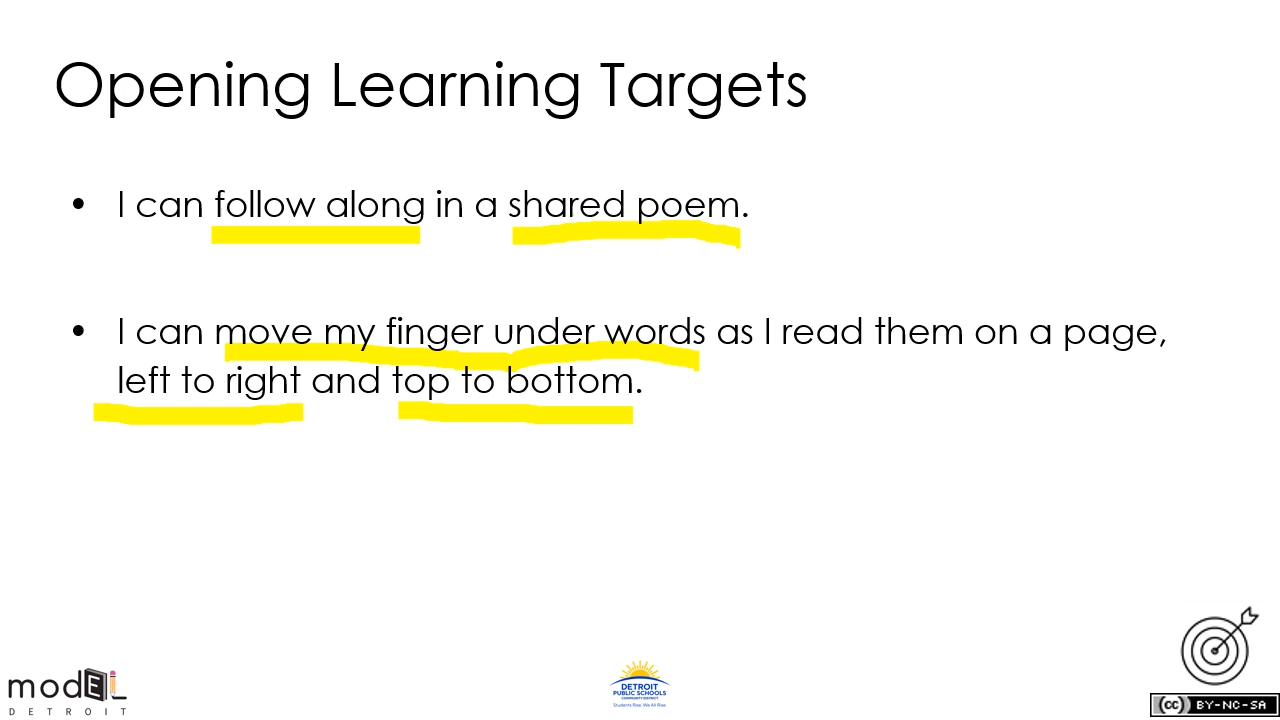 Opening Learning Targets
• I can follow along in a shared poem.
• I can move my finger under words as I read them on a page,
left to right and top to bottom.
modEL
DETROIT
DETROIT
PUBLIC SCHOOLS
COMMUNITY DISTRICT
Students Rise. We All Rise.
(cc) BY-NC-SA